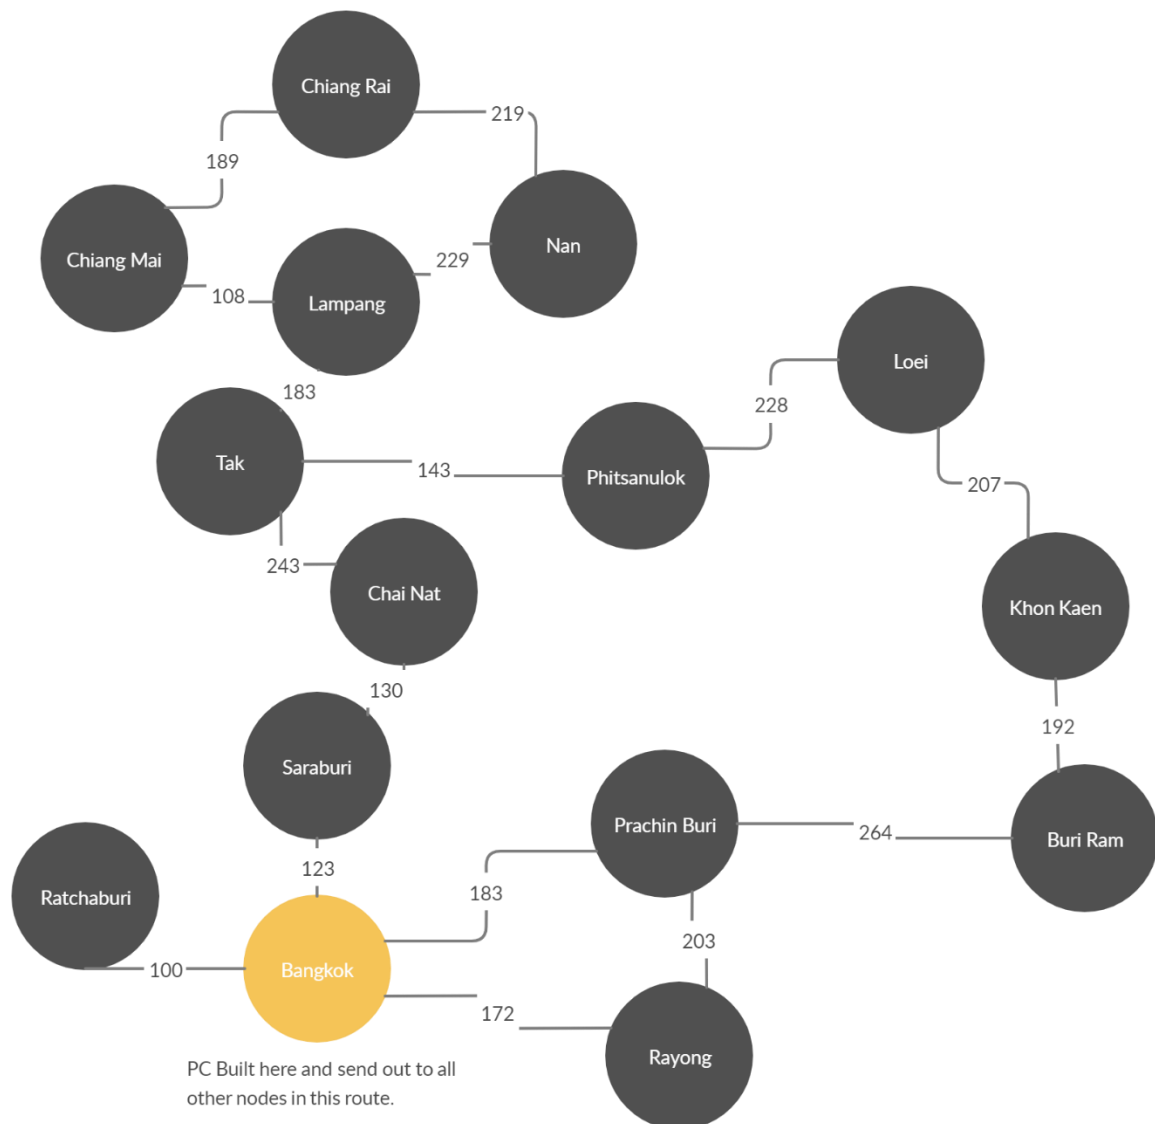 Chiang Rai
219
189
Nan
Chiang Mai
229
108
Lampang
Loei
183
228
Tak
143
Phitsanulok
207
243
Chai Nat
Khon Kaen
130
192
Saraburi
Prachin Buri
264
Buri Ram
123
183
Ratchaburi
203
100
Bangkok
172
Rayong
PC Built here and send out to all
other nodes in this route.